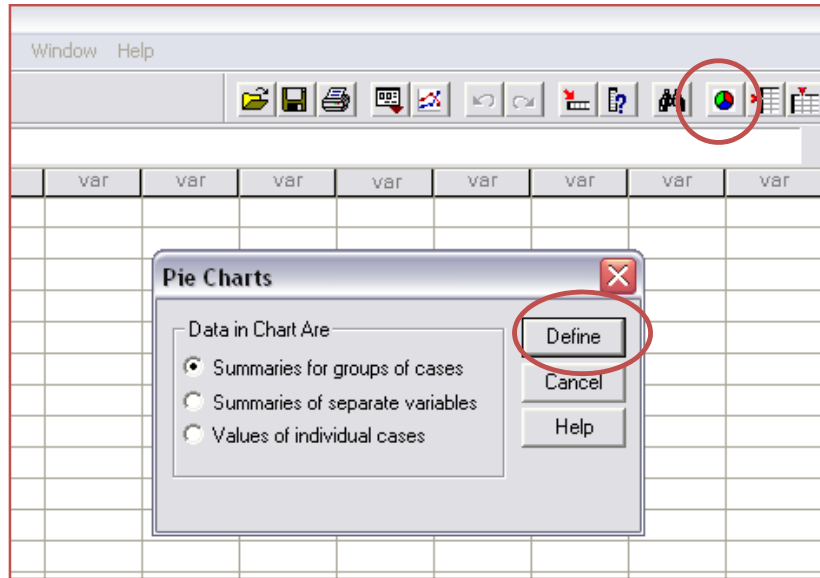 Window Help
var var var var var var var var
Pie Charts
Data in Chart Are
Summaries for groups of cases
Summaries of separate variables
Values of individual cases
Define
Cancel
Help